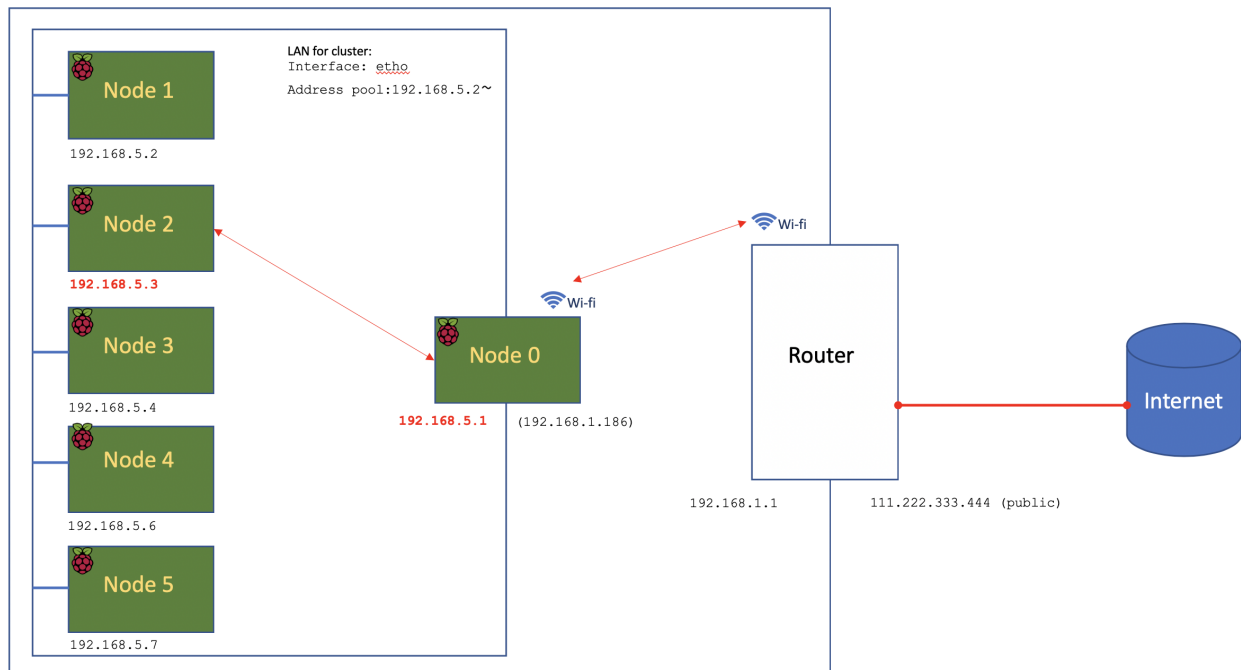 LAN for cluster:
Interface: etho
Address pool:192.168.5.2~
Node 1
192.168.5.2
Node 2
192.168.5.3
Node 3
192.168.5.4
Node 4
192.168.5.6
Node 5
192.168.5.7
Wi-fi
Node 0
192.168.5.1
(192.168.1.186)
Wi-fi
Router
192.168.1.1
111.222.333.444 (public)
Internet